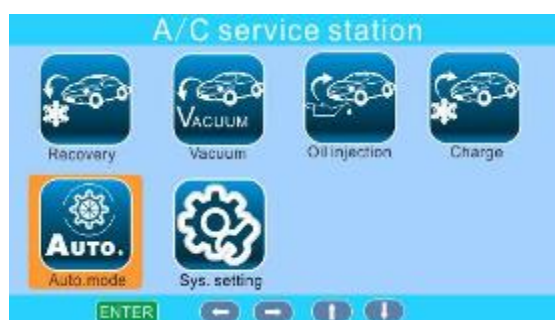 A/C service station
VACUUM
Recovery
Vacuum
Oil injection
Charge
AUTO.
Auto.mode
Sys. setting
ENTER